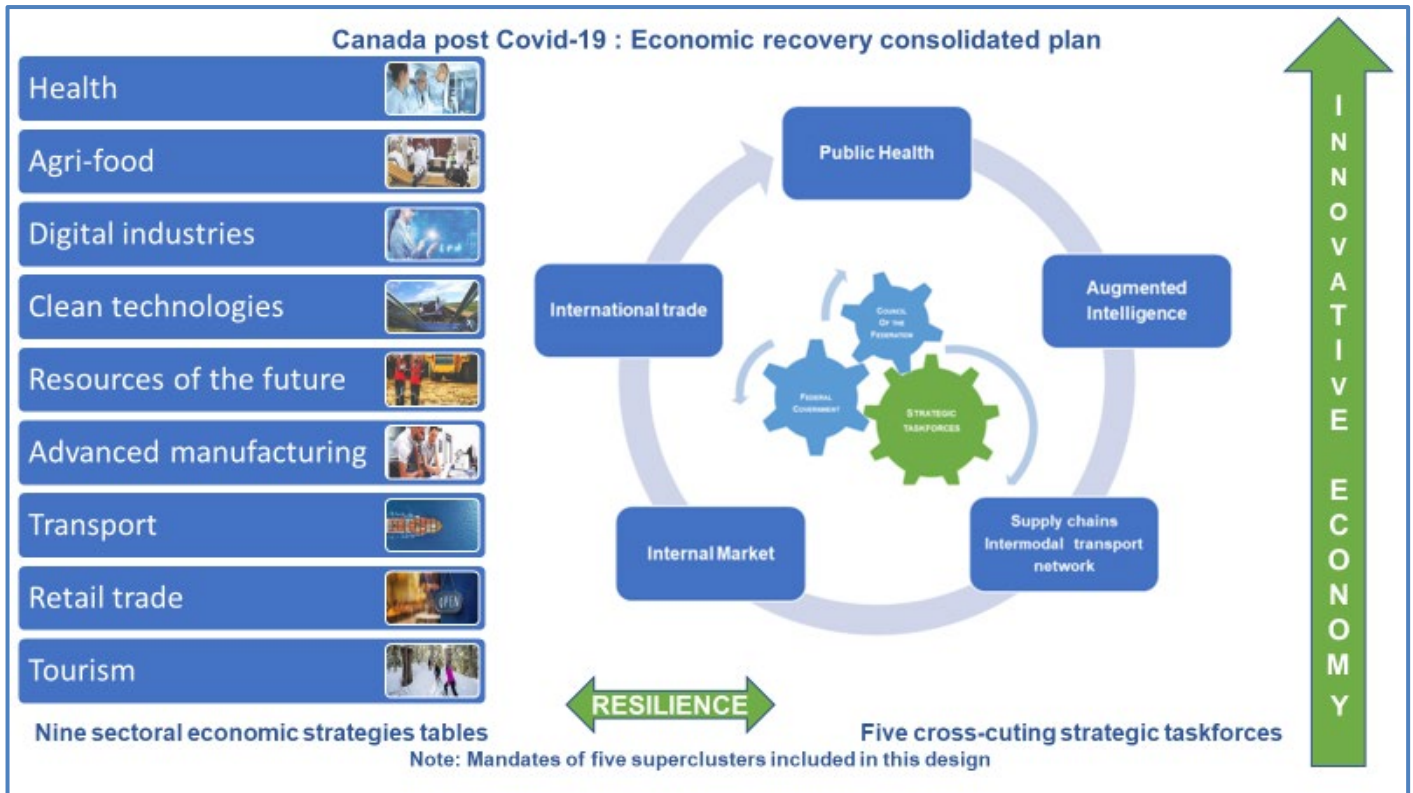 Canada post Covid-19 : Economic recovery consolidated plan
Health
Agri-food
Digital industries
Clean technologies
Resources of the future
Advanced manufacturing
Transport
Retail trade
OPEN
Tourism
Nine sectoral economic strategies tables
Public Health
Augmented
Intelligence
Supply chains
Intermodal transport
network
Internal Market
International trade
COUNCIL
OF THE
FEDERATION
FEDERAL
GOVERNMENT
STRATEGIC
TASKFORCES
RESILIENCE
Five cross-cuting strategic taskforces
Note: Mandates of five superclusters included in this design
INNOVATIVE ECONOMY